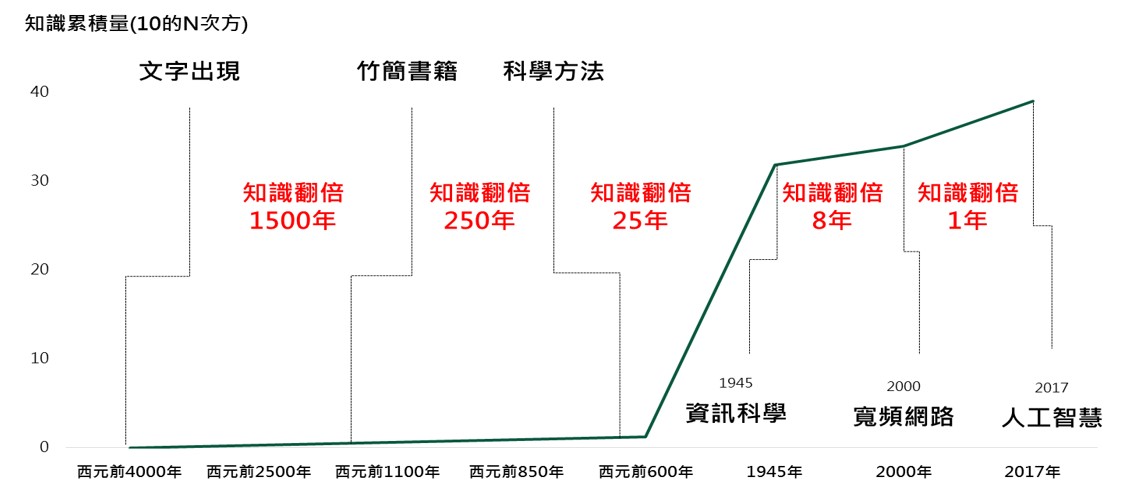 知識累積量(10的N次方)
文字出現
竹簡書籍
科學方法
40
30
20
10
0
知識翻倍
1500年
知識翻倍
250年
知識翻倍
25年
知識翻倍
8年
知識翻倍
1年
1945
資訊科學
2000
寬頻網路
2017
人工智慧
西元前4000年
西元前2500年
西元前1100年
西元前850年
西元前600年
1945年
2000年
2017年